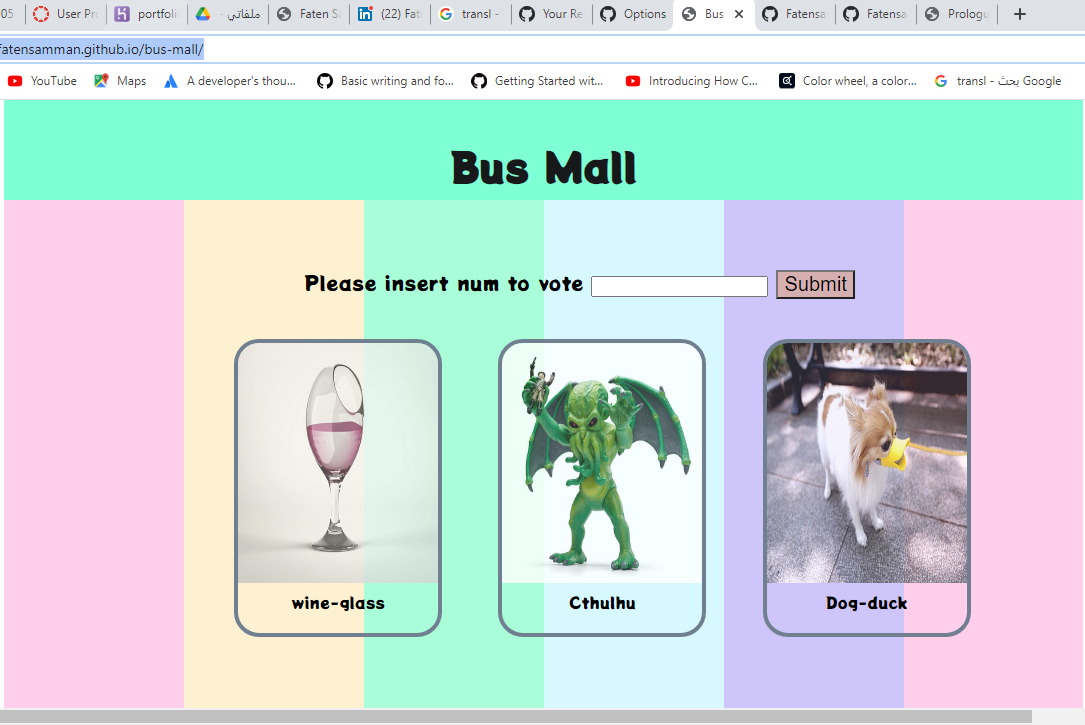 05 User Pr portfoli ملفاتي - Faten Sa (22) Fat transl - Your Re Options Bus Fatensa Fatensa Prologu
fatensamman.github.io/bus-mall/
YouTube Maps A developer's thou... Basic writing and fo... Getting Started wit... Introducing How C... Color wheel, a color... transl - بحث Google
Bus Mall
Please insert num to vote Submit
wine-glass Cthulhu Dog-duck